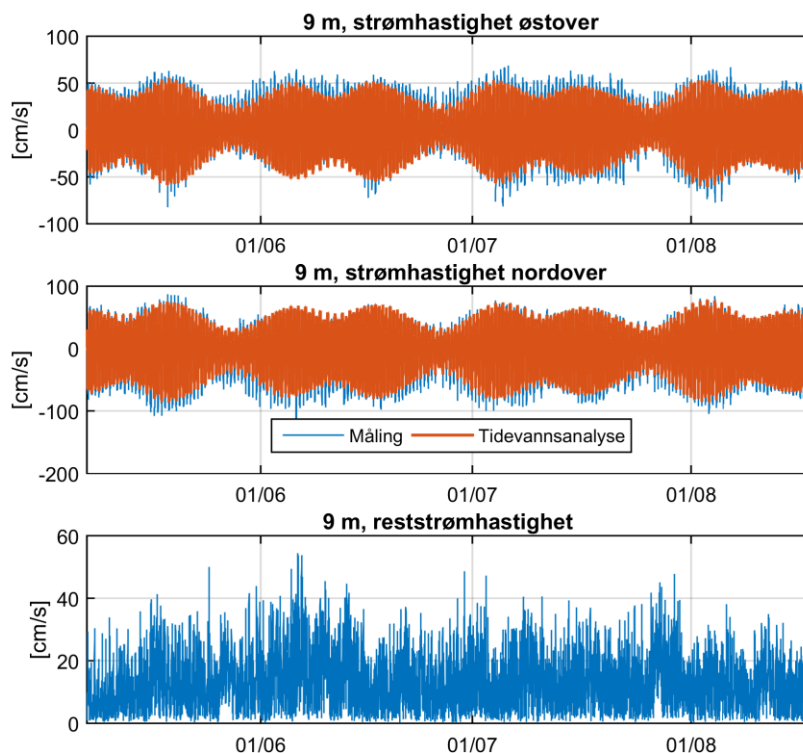 9 m, strømhastighet østover
100
50
0
-50
-100
[cm/s]
01/06 01/07 01/08
9 m, strømhastighet nordover
100
0
-100
-200
[cm/s]
Måling Tidevannsanalyse
01/06 01/07 01/08
9 m, reststrømhastighet
60
40
20
0
[cm/s]
01/06 01/07 01/08